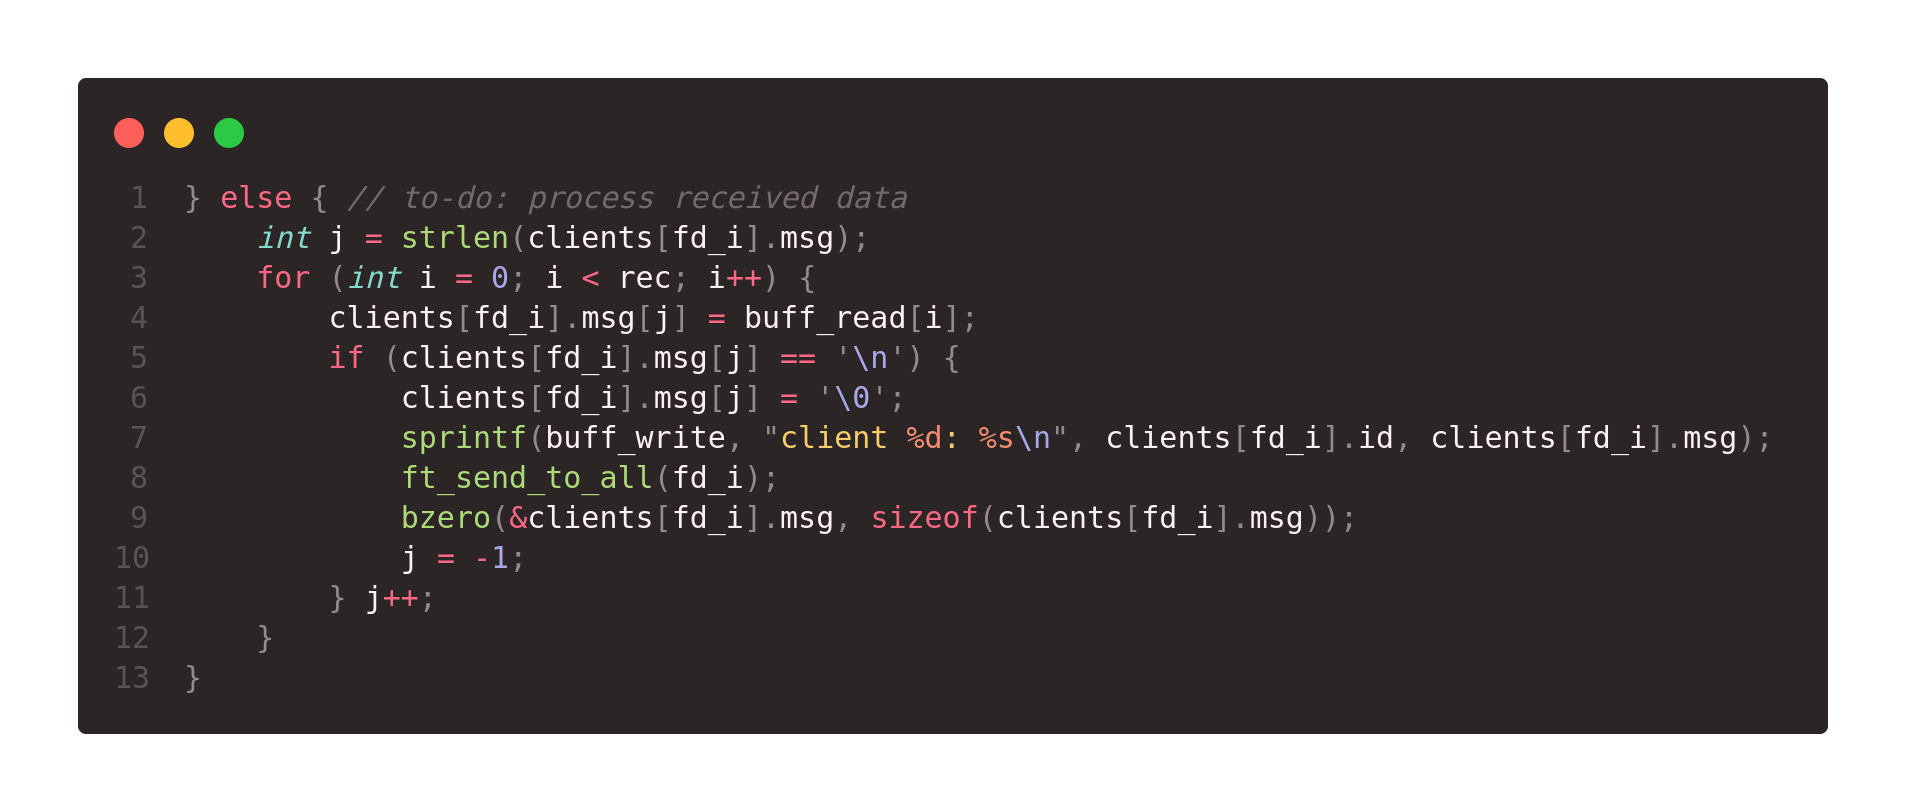 1 } else { // to-do: process received data
2     int j = strlen(clients[fd_i].msg);
3     for (int i = 0; i < rec; i++) {
4         clients[fd_i].msg[j] = buff_read[i];
5         if (clients[fd_i].msg[j] == '\n') {
6             clients[fd_i].msg[j] = '\0';
7             sprintf(buff_write, "client %d: %s\n", clients[fd_i].id, clients[fd_i].msg);
8             ft_send_to_all(fd_i);
9             bzero(&clients[fd_i].msg, sizeof(clients[fd_i].msg));
10             j = -1;
11         } j++;
12     }
13 }